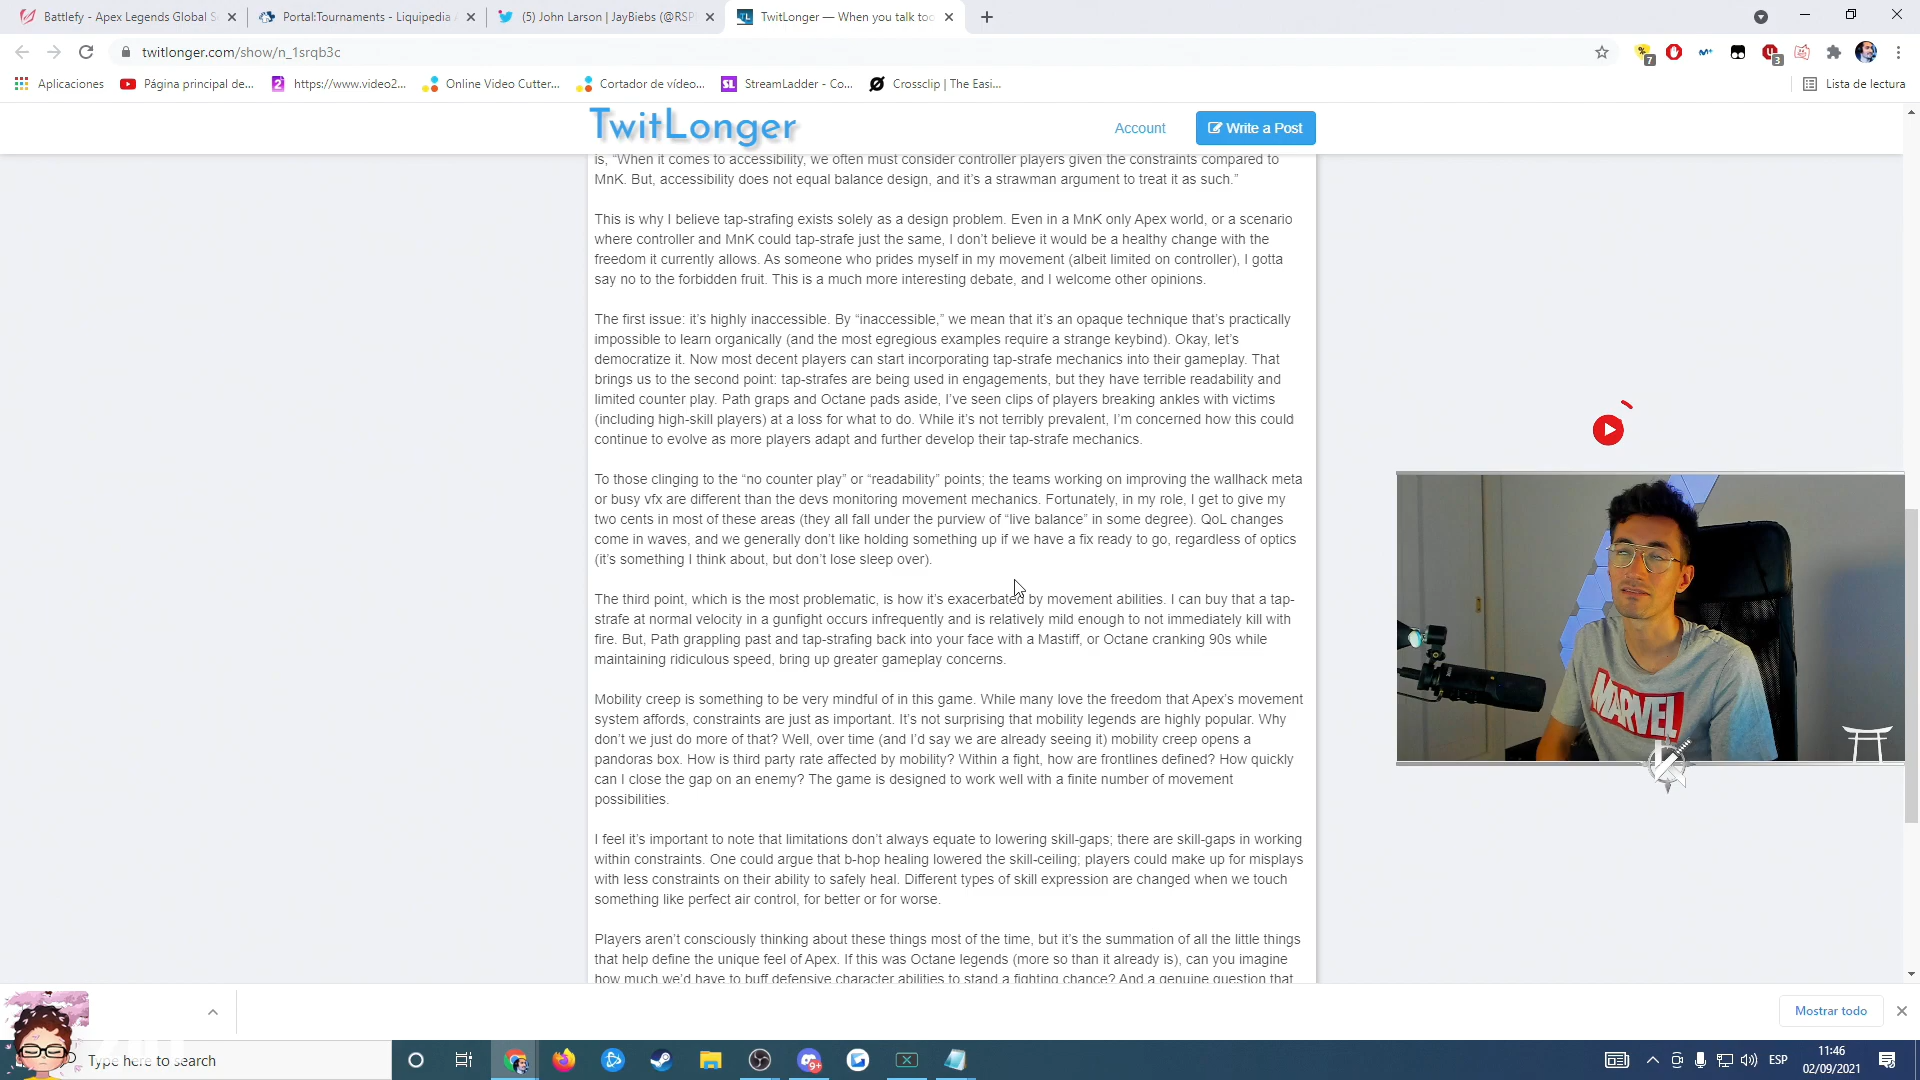 Battlefy - Apex Legends Global S
Portal:Tournaments - Liquipedia
(5) John Larson | JayBiebs (@RSP
TwitLonger — When you talk too
twitlonger.com/show/n_1srqb3c
7
3
Aplicaciones
Página principal de...
https://www.video2...
Online Video Cutter...
Cortador de vídeo...
StreamLadder - Co...
Crossclip | The Easi...
Lista de lectura
TwitLonger
Account
Write a Post
is, “When it comes to accessibility, we often must consider controller players given the constraints compared to
MnK. But, accessibility does not equal balance design, and it’s a strawman argument to treat it as such.”
This is why I believe tap-strafing exists solely as a design problem. Even in a MnK only Apex world, or a scenario
where controller and MnK could tap-strafe just the same, I don’t believe it would be a healthy change with the
freedom it currently allows. As someone who prides myself in my movement (albeit limited on controller), I gotta
say no to the forbidden fruit. This is a much more interesting debate, and I welcome other opinions.
The first issue: it’s highly inaccessible. By “inaccessible,” we mean that it’s an opaque technique that’s practically
impossible to learn organically (and the most egregious examples require a strange keybind). Okay, let’s
democratize it. Now most decent players can start incorporating tap-strafe mechanics into their gameplay. That
brings us to the second point: tap-strafes are being used in engagements, but they have terrible readability and
limited counter play. Path graps and Octane pads aside, I’ve seen clips of players breaking ankles with victims
(including high-skill players) at a loss for what to do. While it’s not terribly prevalent, I’m concerned how this could
continue to evolve as more players adapt and further develop their tap-strafe mechanics.
To those clinging to the “no counter play” or “readability” points; the teams working on improving the wallhack meta
or busy vfx are different than the devs monitoring movement mechanics. Fortunately, in my role, I get to give my
two cents in most of these areas (they all fall under the purview of “live balance” in some degree). QoL changes
come in waves, and we generally don’t like holding something up if we have a fix ready to go, regardless of optics
(it’s something I think about, but don’t lose sleep over).
The third point, which is the most problematic, is how it’s exacerbated by movement abilities. I can buy that a tap-
strafe at normal velocity in a gunfight occurs infrequently and is relatively mild enough to not immediately kill with
fire. But, Path grappling past and tap-strafing back into your face with a Mastiff, or Octane cranking 90s while
maintaining ridiculous speed, bring up greater gameplay concerns.
Mobility creep is something to be very mindful of in this game. While many love the freedom that Apex’s movement
system affords, constraints are just as important. It’s not surprising that mobility legends are highly popular. Why
don’t we just do more of that? Well, over time (and I’d say we are already seeing it) mobility creep opens a
pandoras box. How is third party rate affected by mobility? Within a fight, how are frontlines defined? How quickly
can I close the gap on an enemy? The game is designed to work well with a finite number of movement
possibilities.
I feel it’s important to note that limitations don’t always equate to lowering skill-gaps; there are skill-gaps in working
within constraints. One could argue that b-hop healing lowered the skill-ceiling; players could make up for misplays
with less constraints on their ability to safely heal. Different types of skill expression are changed when we touch
something like perfect air control, for better or for worse.
Players aren’t consciously thinking about these things most of the time, but it’s the summation of all the little things
that help define the unique feel of Apex. If this was Octane legends (more so than it already is), can you imagine
how much we’d have to buff defensive character abilities to stand a fighting chance? And a genuine question that
MARVEL
Mostrar todo
Type here to search
ESP
11:46
02/09/2021